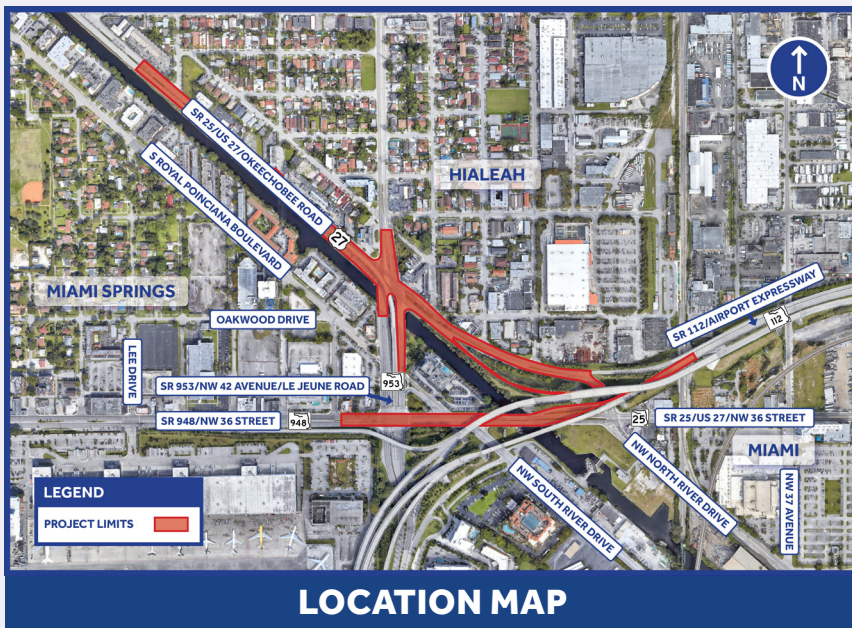 N
SR 25/US 27/OKEECHOBEE ROAD
HIALEAH
S ROYAL POINCIANA BOULEVARD
27
MIAMI SPRINGS
OAKWOOD DRIVE
SR 112/AIRPORT EXPRESSWAY
112
LEE DRIVE
SR 953/NW 42 AVENUE/LE JEUNE ROAD
953
SR 948/NW 36 STREET
948
25
SR 25/US 27/NW 36 STREET
MIAMI
NW NORTH RIVER DRIVE
NW SOUTH RIVER DRIVE
NW 37 AVENUE
LEGEND
PROJECT LIMITS
LOCATION MAP